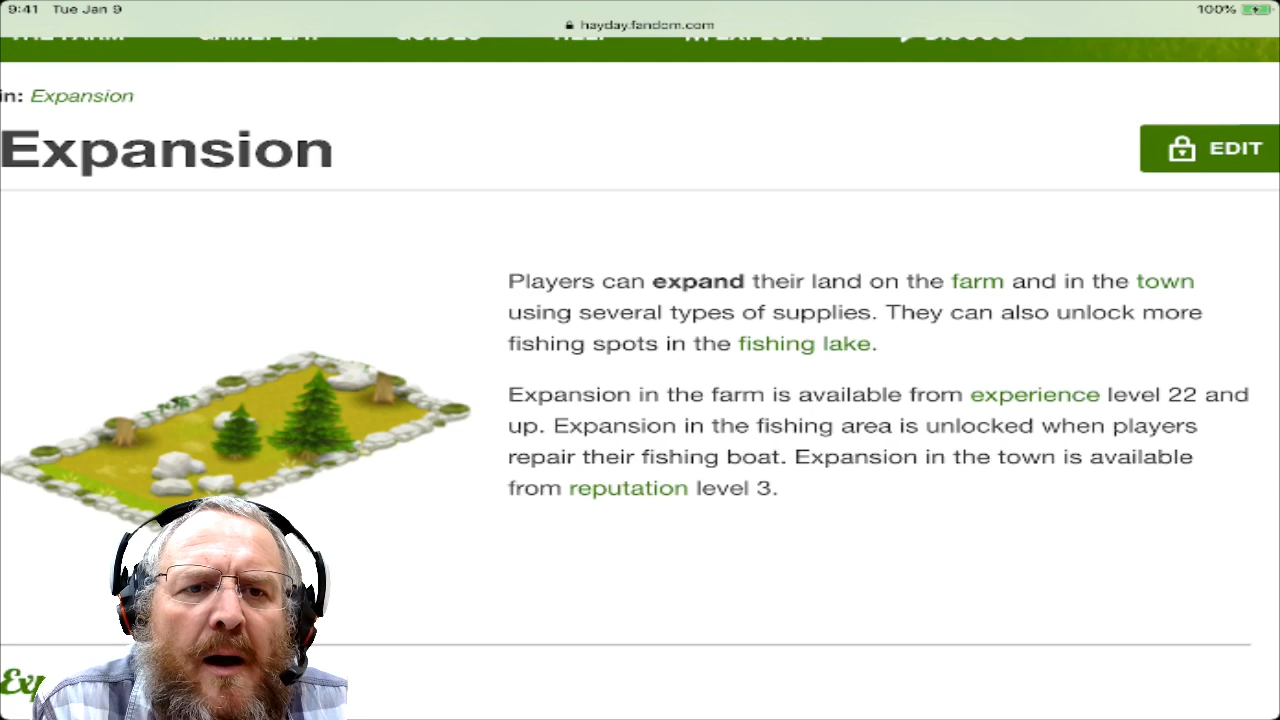 9:41 Tue Jan 9
100%
hayday.fandom.com
in: Expansion
Expansion
EDIT
Players can expand their land on the farm and in the town
using several types of supplies. They can also unlock more
fishing spots in the fishing lake.
Expansion in the farm is available from experience level 22 and
up. Expansion in the fishing area is unlocked when players
repair their fishing boat. Expansion in the town is available
from reputation level 3.